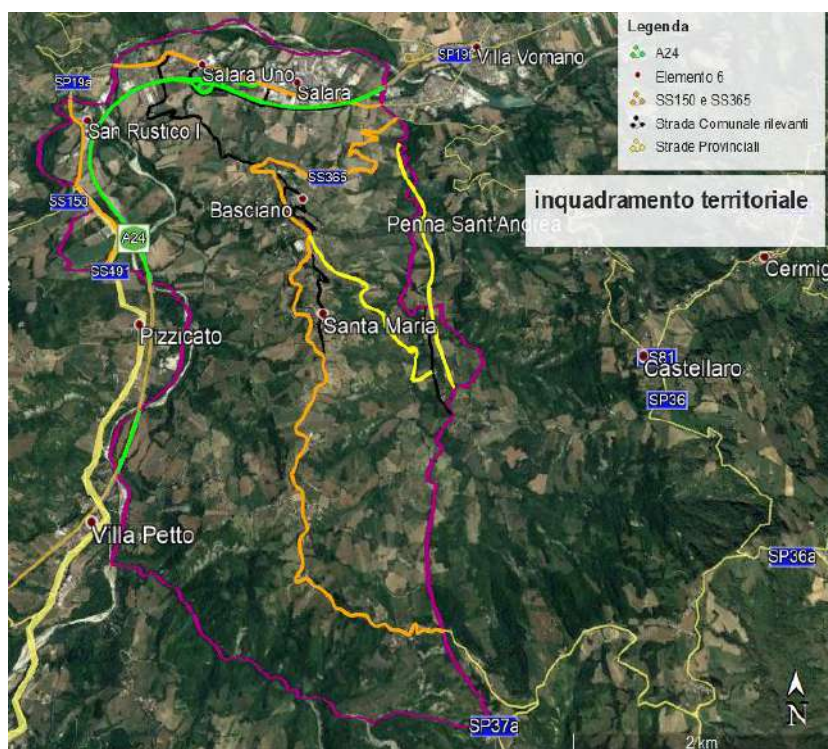 Legenda
A24
Elemento 6
SS150 e SS365
Strada Comunale rilevanti
Strade Provinciali
inquadramento territoriale
SP19a
Salara Uno
Salara
Villa Vomano
San Rustico I
SS365
SS150
Basciano
Penna Sant'Andrea
A24
SS491
Cermig
Pizzicato
Santa Maria
S81
Castellaro
SP36
Villa Petto
SP36a
SP37a
N
2 km